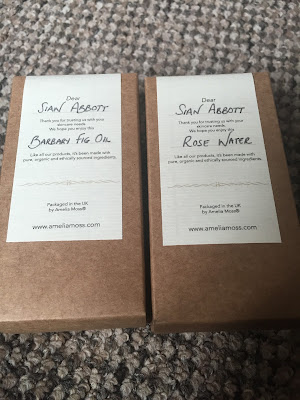 Dear
SIAN ABBOTT
Thank you for trusting us with your
skincare needs.
We hope you enjoy this
BARBARY FIG OIL
Like all our products, it's been made with
pure, organic and ethically sourced ingredients.
Packaged in the UK
by Amelia Moss®
www.ameliamoss.com
Dear
SIAN ABBOTT
Thank you for trusting us with your
skincare needs.
We hope you enjoy this
ROSE WATER
Like all our products, it's been made with
pure, organic and ethically sourced ingredients.
Packaged in the UK
by Amelia Moss®
www.ameliamoss.com